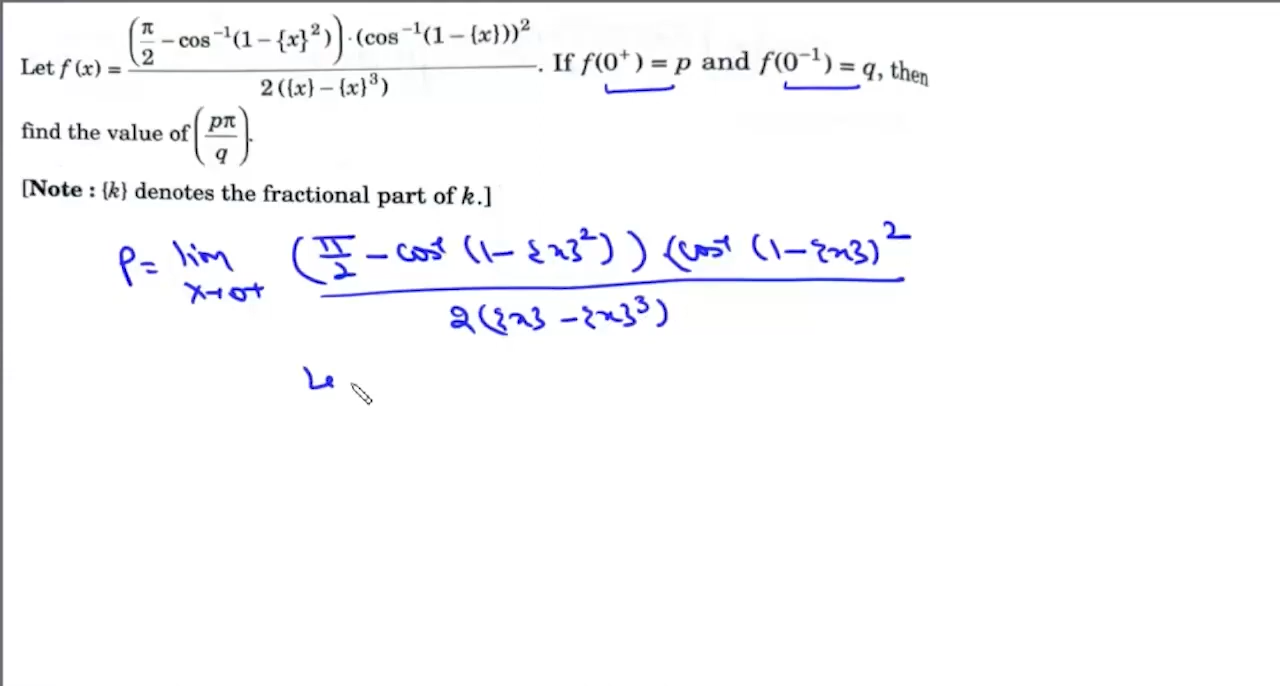 Let f(x) = ((π/2 − cos⁻¹(1 − {x}²))·(cos⁻¹(1 − {x}))²) / (2({x} − {x}³)). If f(0⁺) = p and f(0⁻¹) = q, then
find the value of (pπ/q).
[Note : {k} denotes the fractional part of k.]
P = lim x→0+ ((π/2 − cos⁻¹(1 − {x}²))(cos⁻¹(1 − {x})²) / (2({x} − {x}³))
Le